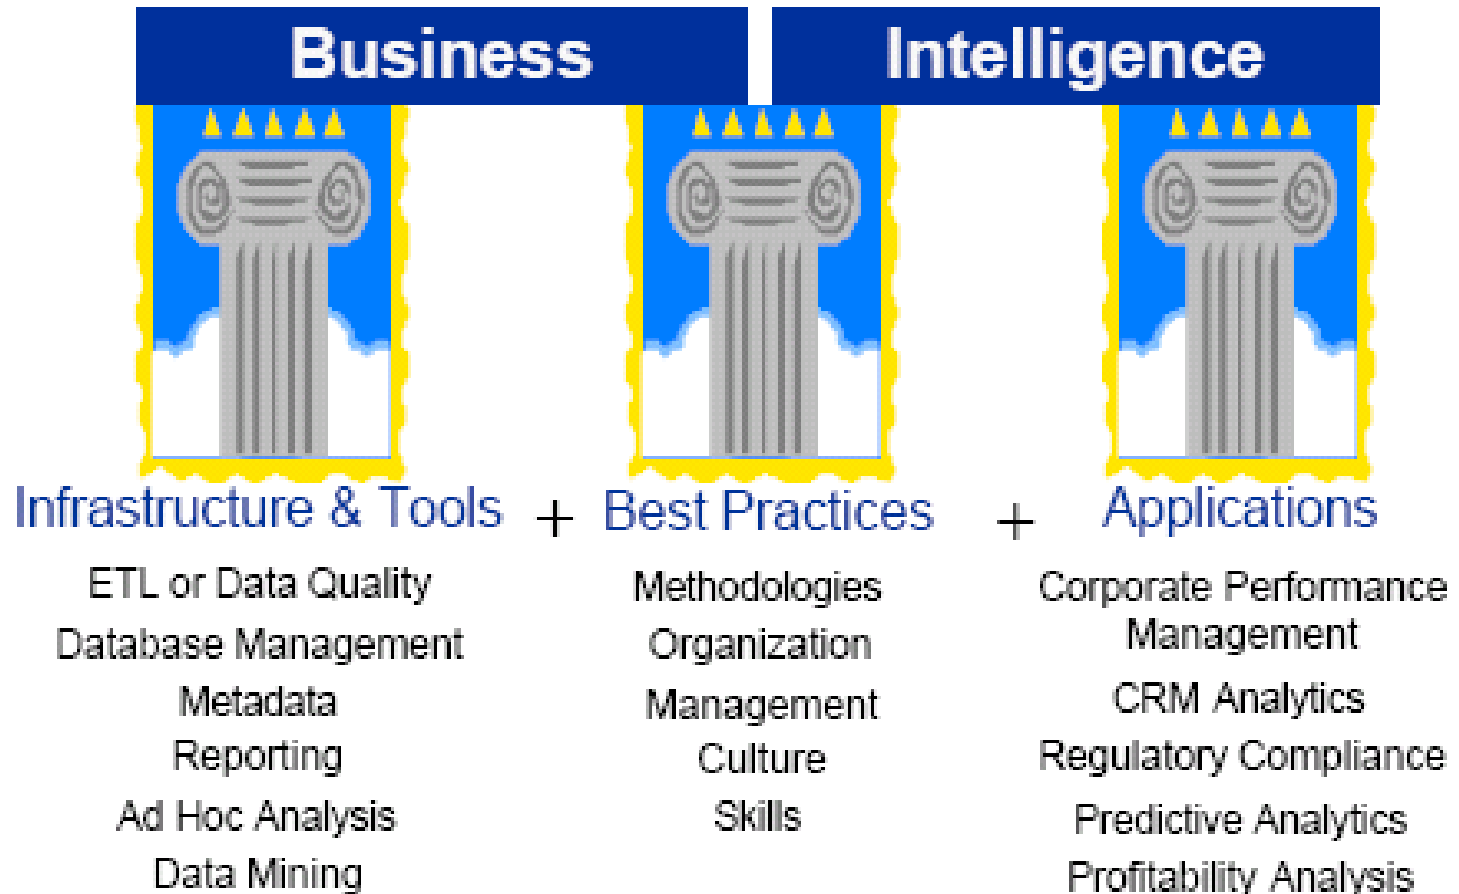 Business Intelligence
Infrastructure & Tools + Best Practices + Applications
ETL or Data Quality
Database Management
Metadata
Reporting
Ad Hoc Analysis
Data Mining
Methodologies
Organization
Management
Culture
Skills
Corporate Performance
Management
CRM Analytics
Regulatory Compliance
Predictive Analytics
Profitability Analysis